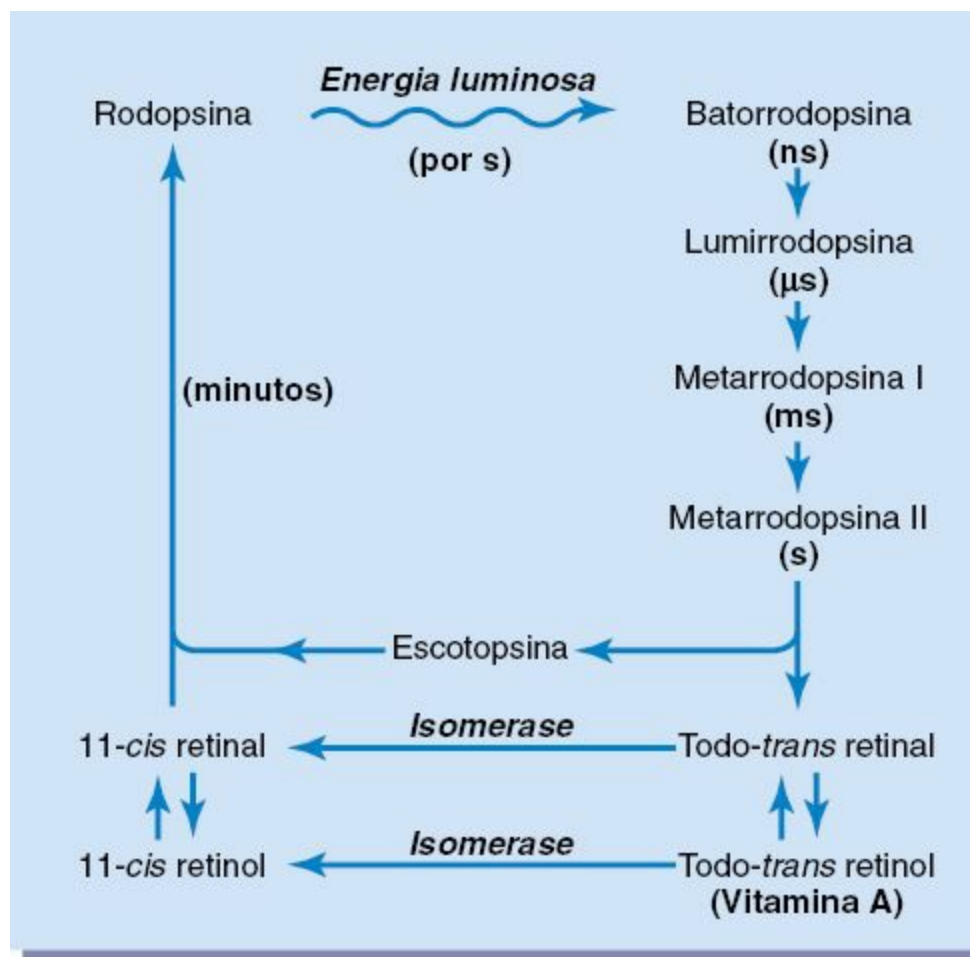 Energia luminosa
Rodopsina
Batorrodopsina
(por s)
(ns)
Lumirrodopsina
(μs)
(minutos)
Metarrodopsina I
(ms)
Metarrodopsina II
(s)
Escotopsina
Isomerase
11-cis retinal
Todo-trans retinal
Isomerase
11-cis retinol
Todo-trans retinol
(Vitamina A)